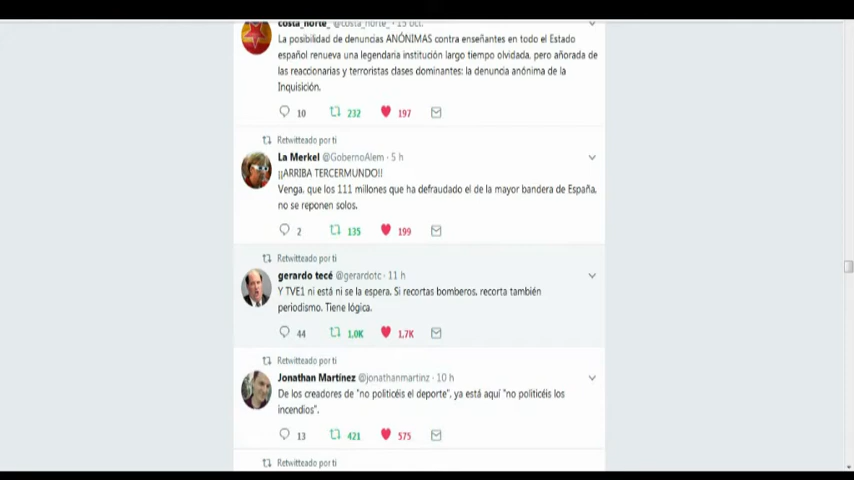 costa_norte_ @costa_norte_ · 15 oct.
La posibilidad de denuncias ANÓNIMAS contra enseñantes en todo el Estado
español renueva una legendaria institución largo tiempo olvidada, pero añorada de
las reaccionarias y terroristas clases dominantes: la denuncia anónima de la
Inquisición.
10 232 197
Retwitteado por ti
La Merkel @GobernoAlem · 5 h
¡¡ARRIBA TERCERMUNDO!!
Venga, que los 111 millones que ha defraudado el de la mayor bandera de España,
no se reponen solos.
2 135 199
Retwitteado por ti
gerardo tecé @gerardotc · 11 h
Y TVE1 ni está ni se la espera. Si recortas bomberos, recorta también
periodismo. Tiene lógica.
44 1,0K 1,7K
Retwitteado por ti
Jonathan Martínez @jonathanmartinz · 10 h
De los creadores de "no politicéis el deporte", ya está aquí "no politicéis los
incendios".
13 421 575
Retwitteado por ti